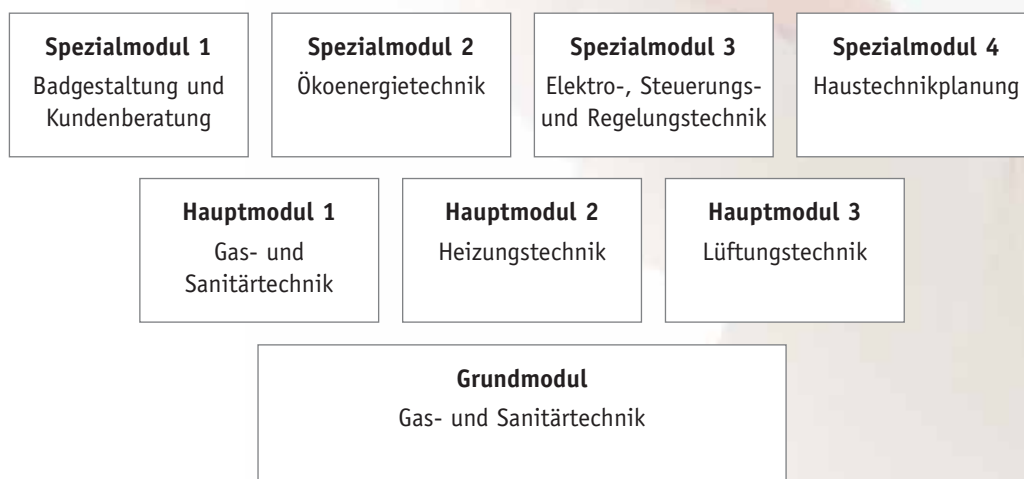 Spezialmodul 1
Badgestaltung und
Kundenberatung
Spezialmodul 2
Ökoenergietechnik
Spezialmodul 3
Elektro-, Steuerungs-
und Regelungstechnik
Spezialmodul 4
Haustechnikplanung
Hauptmodul 1
Gas- und
Sanitärtechnik
Hauptmodul 2
Heizungstechnik
Hauptmodul 3
Lüftungstechnik
Grundmodul
Gas- und Sanitärtechnik